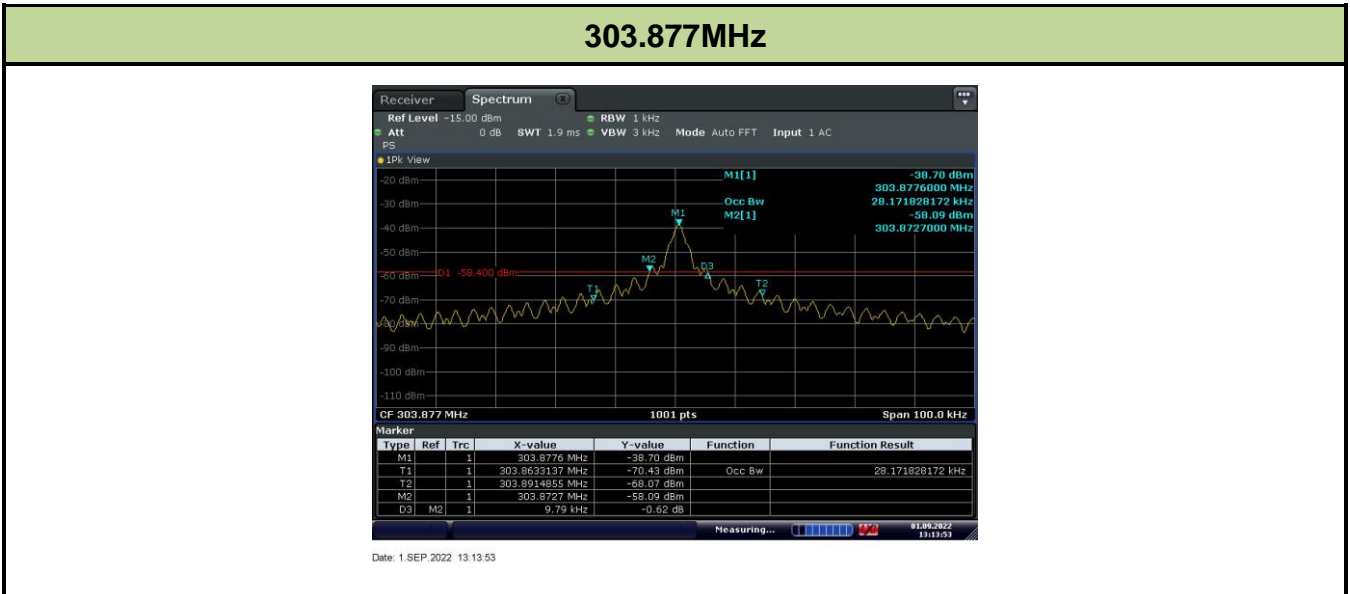 303.877MHz
Receiver Spectrum X
Ref Level -15.00 dBm RBW 1 kHz
Att 0 dB SWT 1.9 ms VBW 3 kHz Mode Auto FFT Input 1 AC
PS
1Pk View
M1[1] -38.70 dBm
303.8776000 MHz
Occ Bw 28.171828172 kHz
M2[1] -58.09 dBm
303.8727000 MHz
-20 dBm
-30 dBm
M1
-40 dBm
-50 dBm
M2
D3
-60 dBm D1 -58.400 dBm
T1 T2
-70 dBm
-80 dBm
-90 dBm
-100 dBm
-110 dBm
CF 303.877 MHz 1001 pts Span 100.0 kHz
Marker
Type Ref Trc X-value Y-value Function Function Result
M1 1 303.8776 MHz -38.70 dBm
T1 1 303.8633137 MHz -70.43 dBm Occ Bw 28.171828172 kHz
T2 1 303.8914855 MHz -68.07 dBm
M2 1 303.8727 MHz -58.09 dBm
D3 M2 1 9.79 kHz -0.62 dB
Measuring... 01.09.2022
13:13:53
Date: 1.SEP.2022 13:13:53